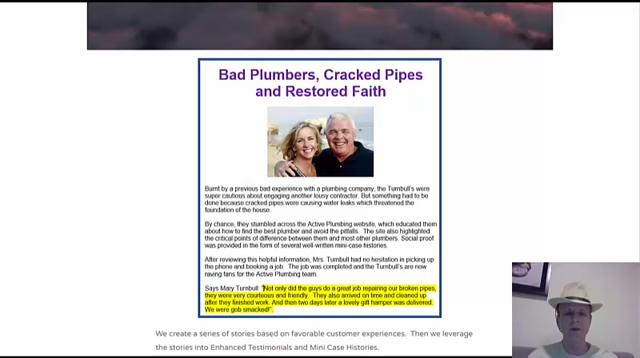 Bad Plumbers, Cracked Pipes
and Restored Faith
Burnt by a previous bad experience with a plumbing company, the Turnbull's were
super cautious about engaging another lousy contractor. But something had to be
done because cracked pipes were causing water leaks which threatened the
foundation of the house.
By chance, they stumbled across the Active Plumbing website, which educated them
about how to find the best plumber and avoid the pitfalls. The site also highlighted
the critical points of difference between them and most other plumbers. Social proof
was provided in the form of several well-written mini-case histories.
After reviewing this helpful information, Mrs. Turnbull had no hesitation in picking up
the phone and booking a job. The job was completed and the Turnbull's are now
raving fans for the Active Plumbing team.
Says Mary Turnbull: "Not only did the guys do a great job repairing our broken pipes,
they were very courteous and friendly. They also arrived on time and cleaned up
after they finished work. And then two days later a lovely gift hamper was delivered.
We were gob smacked!"
We create a series of stories based on favorable customer experiences. Then we leverage
the stories into Enhanced Testimonials and Mini Case Histories.